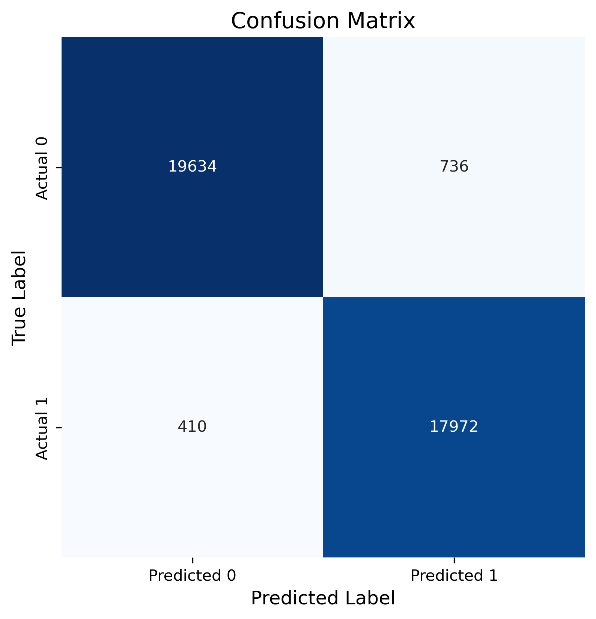 Confusion Matrix
Actual 0
19634
736
True Label
Actual 1
410
17972
Predicted 0
Predicted 1
Predicted Label